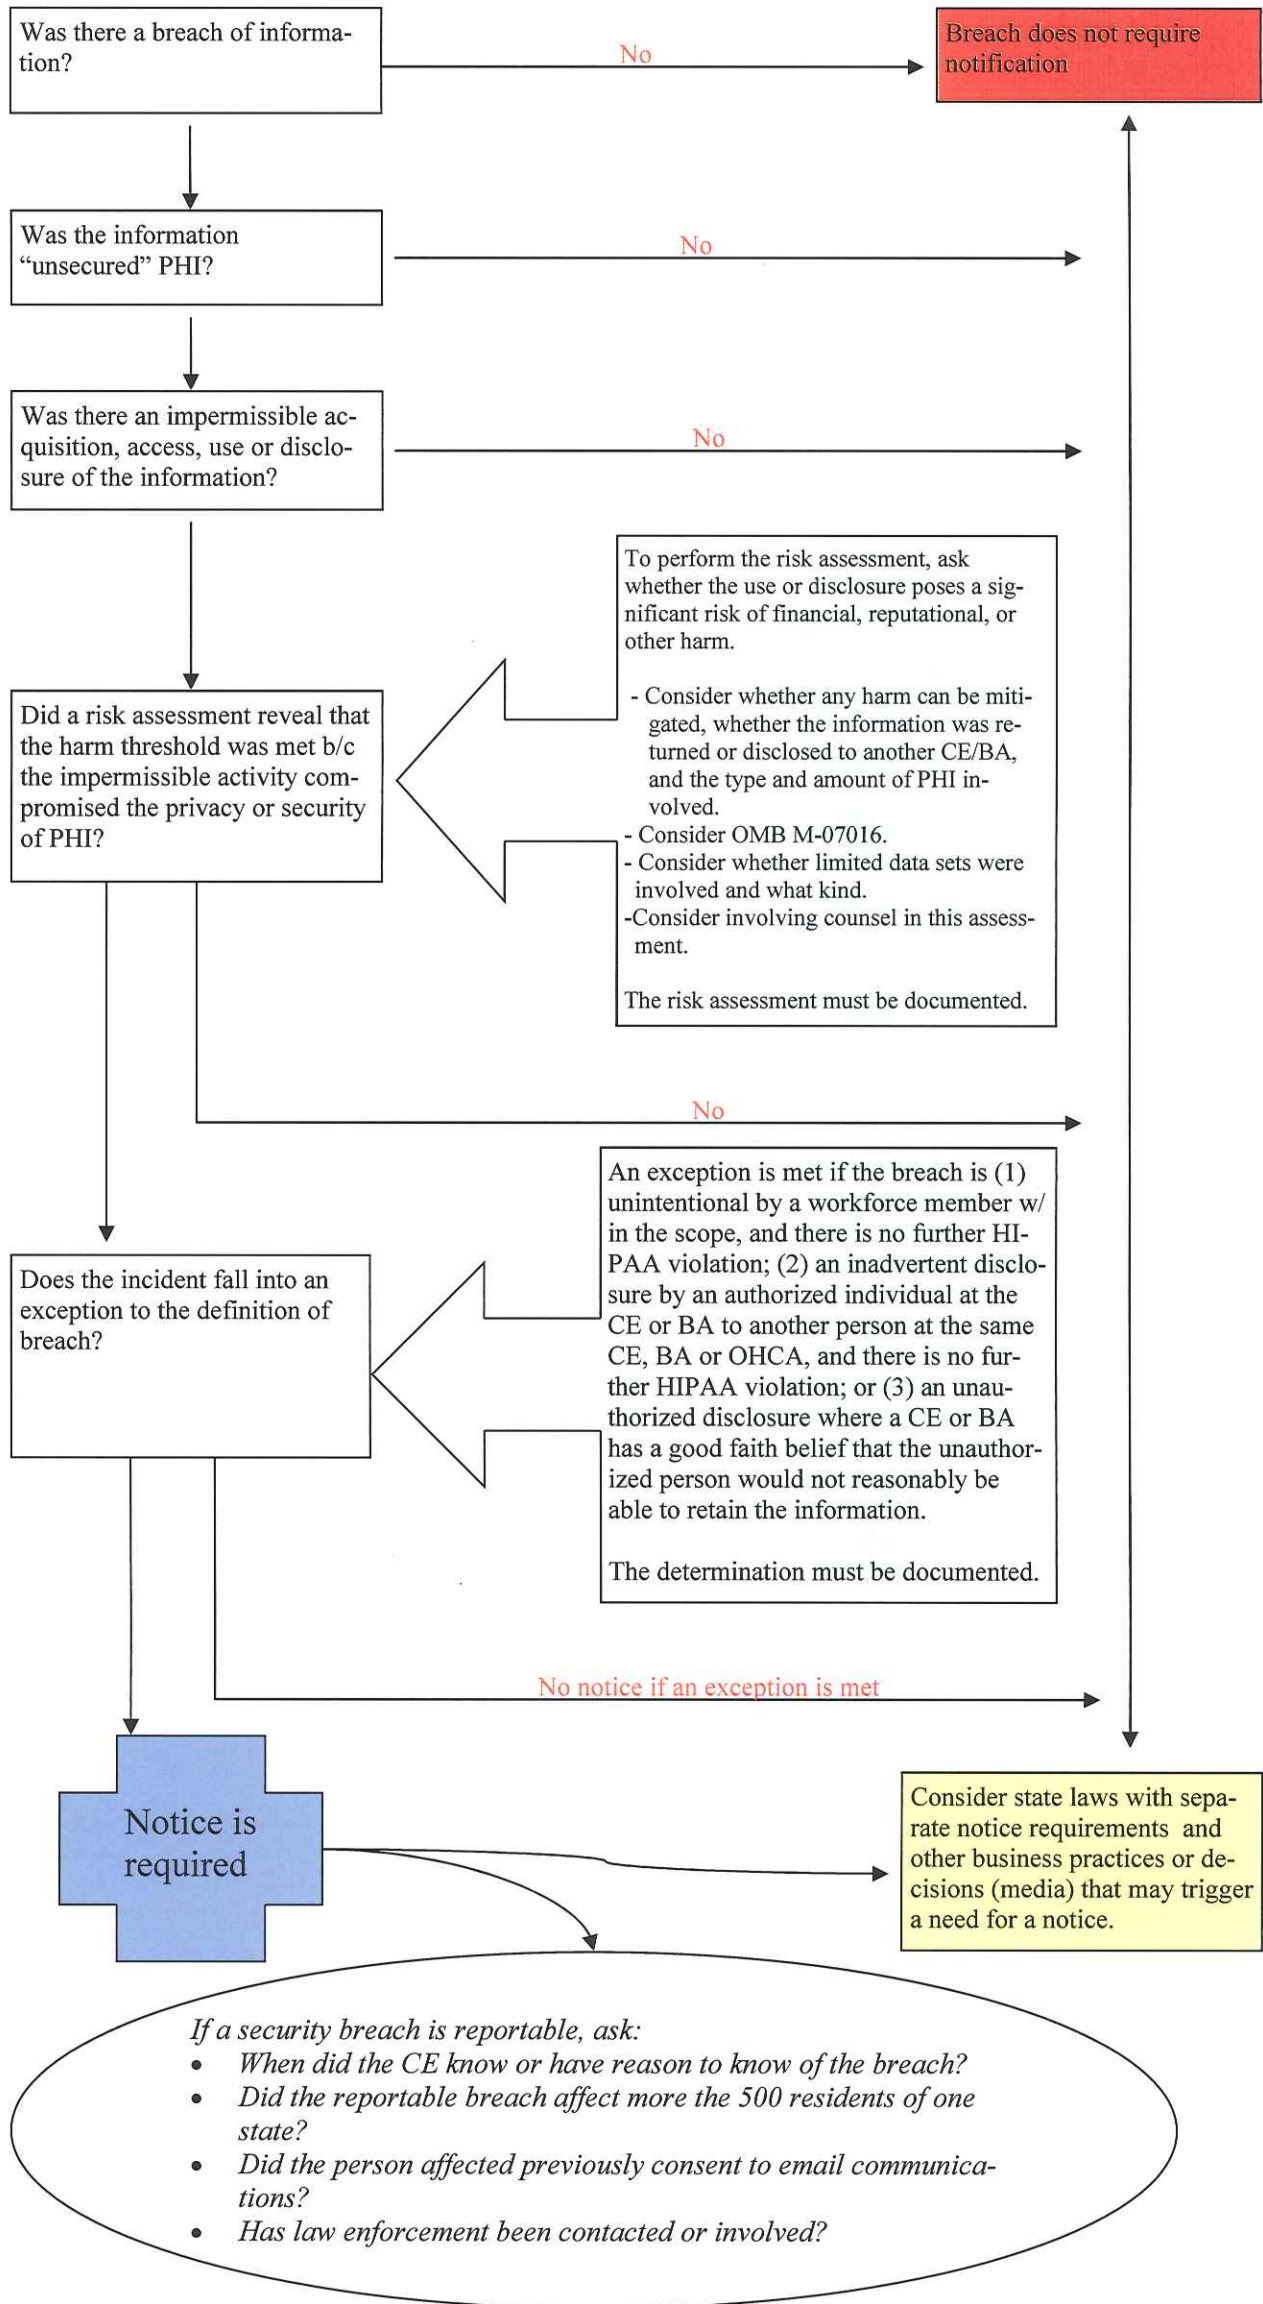 Was there a breach of informa-
tion?
No
Breach does not require
notification
Was the information
“unsecured” PHI?
No
Was there an impermissible ac-
quisition, access, use or disclo-
sure of the information?
No
To perform the risk assessment, ask
whether the use or disclosure poses a sig-
nificant risk of financial, reputational, or
other harm.
- Consider whether any harm can be miti-
gated, whether the information was re-
turned or disclosed to another CE/BA,
and the type and amount of PHI in-
volved.
- Consider OMB M-07016.
- Consider whether limited data sets were
involved and what kind.
-Consider involving counsel in this assess-
ment.
The risk assessment must be documented.
Did a risk assessment reveal that
the harm threshold was met b/c
the impermissible activity com-
promised the privacy or security
of PHI?
No
An exception is met if the breach is (1)
unintentional by a workforce member w/
in the scope, and there is no further HI-
PAA violation; (2) an inadvertent disclo-
sure by an authorized individual at the
CE or BA to another person at the same
CE, BA or OHCA, and there is no fur-
ther HIPAA violation; or (3) an unau-
thorized disclosure where a CE or BA
has a good faith belief that the unauthor-
ized person would not reasonably be
able to retain the information.
The determination must be documented.
Does the incident fall into an
exception to the definition of
breach?
No notice if an exception is met
Notice is
required
Consider state laws with sepa-
rate notice requirements and
other business practices or de-
cisions (media) that may trigger
a need for a notice.
If a security breach is reportable, ask:
• When did the CE know or have reason to know of the breach?
• Did the reportable breach affect more the 500 residents of one
state?
• Did the person affected previously consent to email communica-
tions?
• Has law enforcement been contacted or involved?